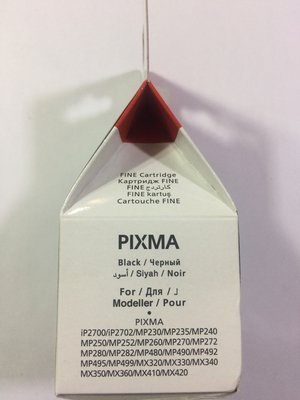 FINE Cartridge
Картридж FINE
كارتردج FINE
FINE kartuş
Cartouche FINE
PIXMA
Black / Черный
أسود / Siyah / Noir
For / Для / لـ
Modeller / Pour
•
PIXMA
iP2700/iP2702/MP230/MP235/MP240
MP250/MP252/MP260/MP270/MP272
MP280/MP282/MP480/MP490/MP492
MP495/MP499/MX320/MX330/MX340
MX350/MX360/MX410/MX420